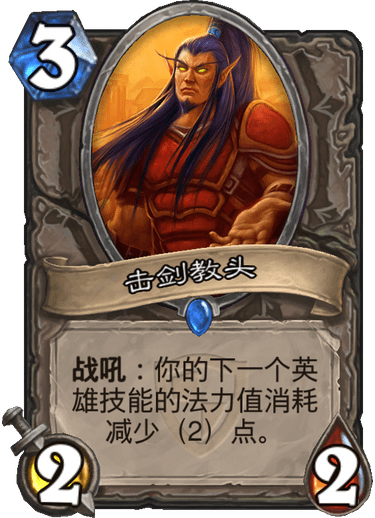 3
击剑教头
战吼：你的下一个英
雄技能的法力值消耗
减少（2）点。
2
2